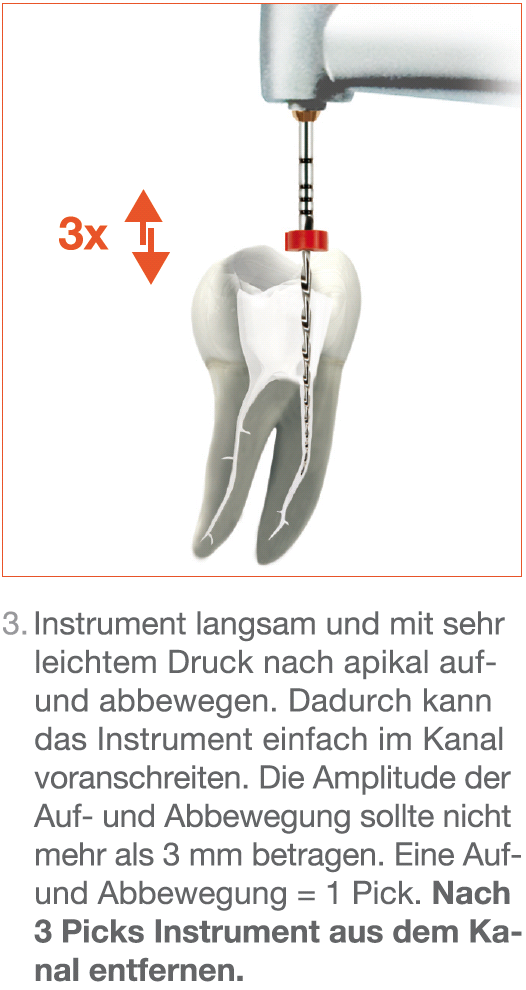 3x
3. Instrument langsam und mit sehr
leichtem Druck nach apikal auf-
und abbewegen. Dadurch kann
das Instrument einfach im Kanal
voranschreiten. Die Amplitude der
Auf- und Abbewegung sollte nicht
mehr als 3 mm betragen. Eine Auf-
und Abbewegung = 1 Pick. Nach
3 Picks Instrument aus dem Ka-
nal entfernen.